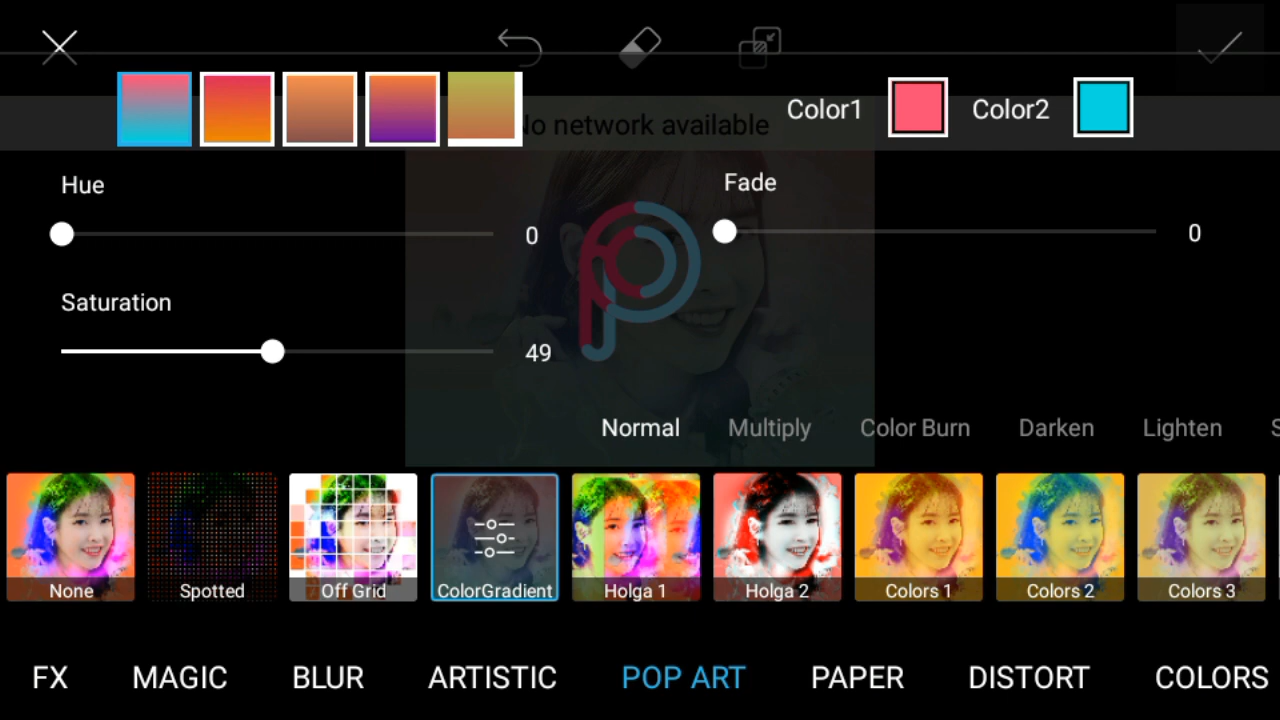 No network available
Color1 Color2
Hue
0
Fade
0
Saturation
49
Normal Multiply Color Burn Darken Lighten
None Spotted Off Grid ColorGradient Holga 1 Holga 2 Colors 1 Colors 2 Colors 3
FX MAGIC BLUR ARTISTIC POP ART PAPER DISTORT COLORS